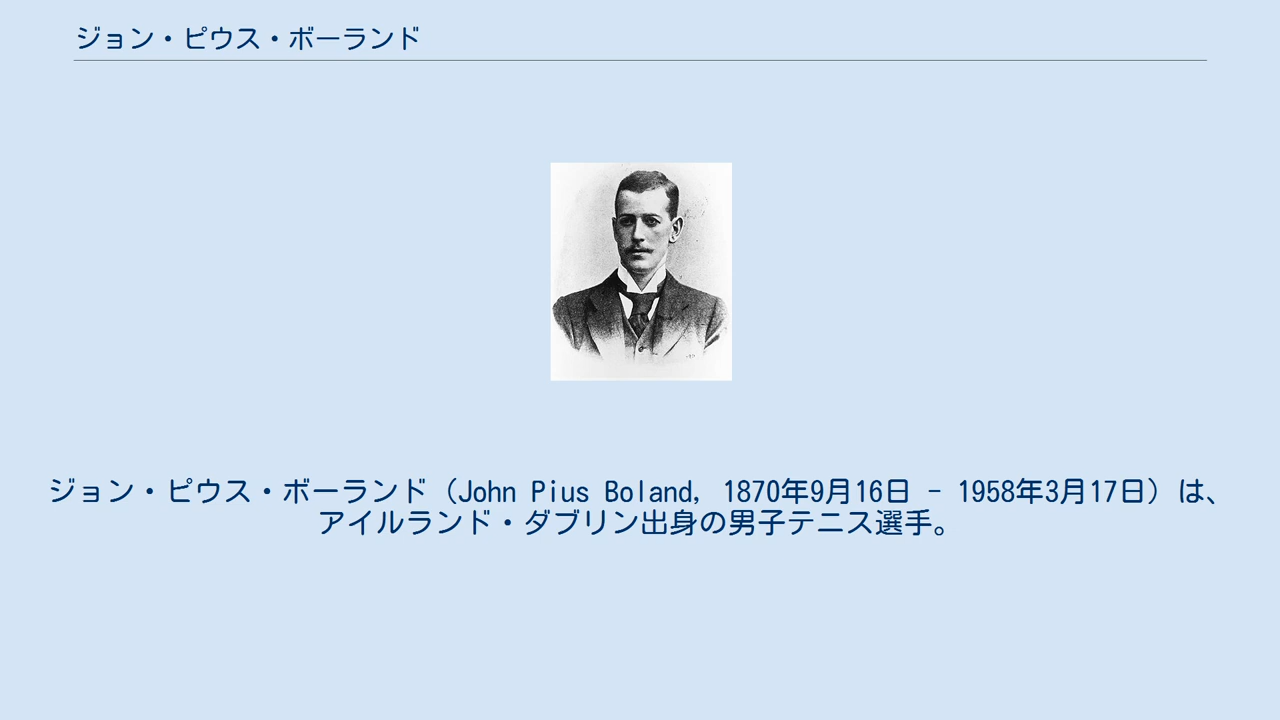 ジョン・ピウス・ボーランド
ジョン・ピウス・ボーランド（John Pius Boland, 1870年9月16日 - 1958年3月17日）は、
アイルランド・ダブリン出身の男子テニス選手。